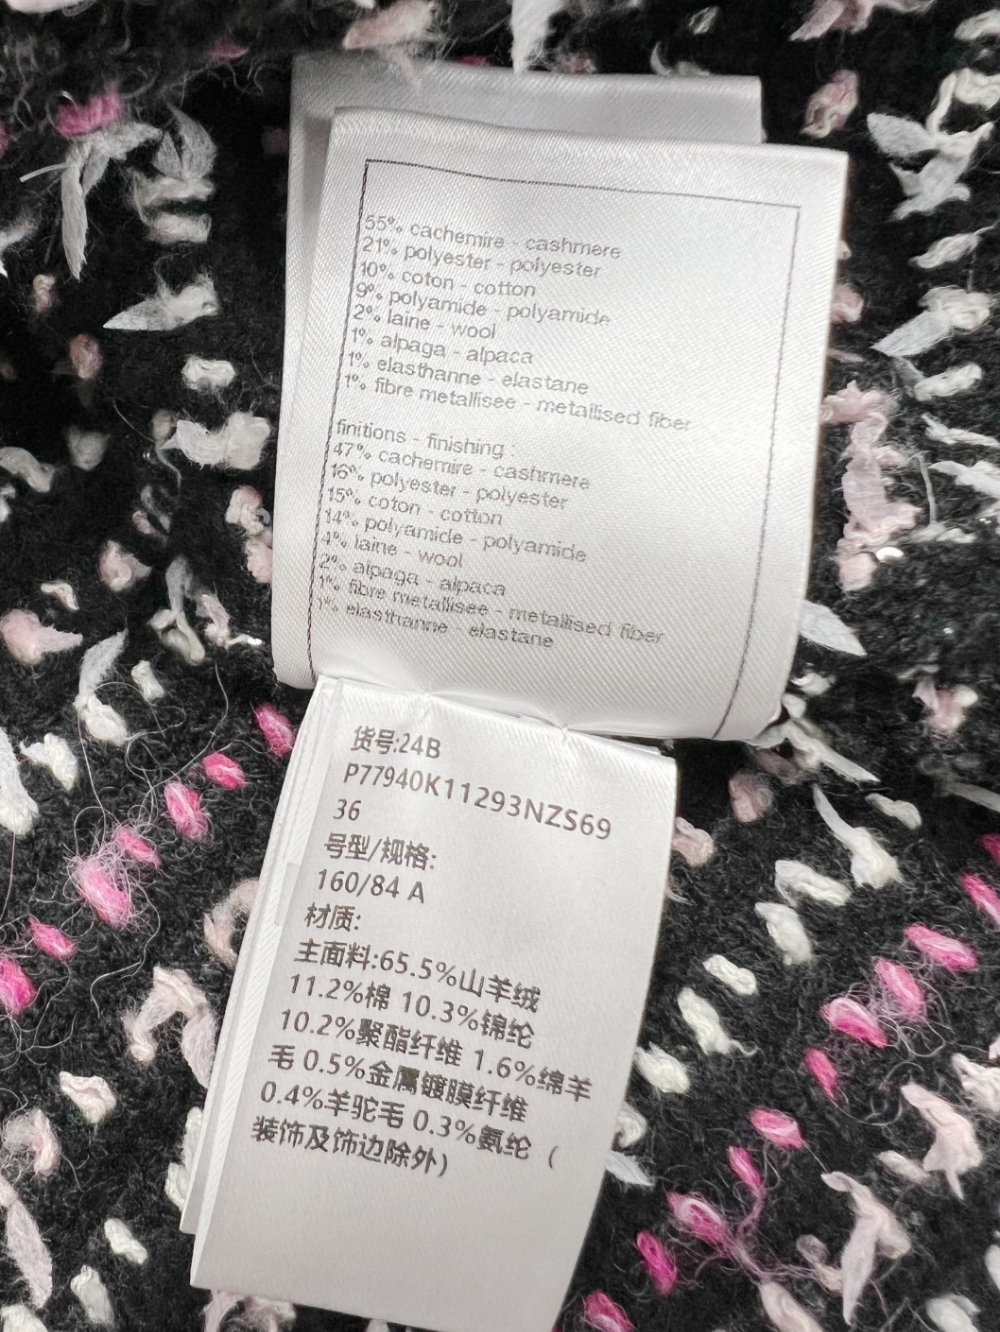 55% cachemire - cashmere
21% polyester - polyester
10% coton - cotton
9% polyamide - polyamide
2% laine - wool
1% alpaga - alpaca
1% elasthanne - elastane
1% fibre metallisee - metallised fiber
finitions - finishing :
47% cachemire - cashmere
16% polyester - polyester
15% coton - cotton
14% polyamide - polyamide
4% laine - wool
2% alpaga - alpaca
1% fibre metallisee - metallised fiber
1% elasthanne - elastane
货号:24B
P77940K11293NZS69
36
号型/规格:
160/84 A
材质:
主面料:65.5%山羊绒
11.2%棉 10.3%锦纶
10.2%聚酯纤维 1.6%绵羊
毛 0.5%金属镀膜纤维
0.4%羊驼毛 0.3%氨纶（
装饰及饰边除外)